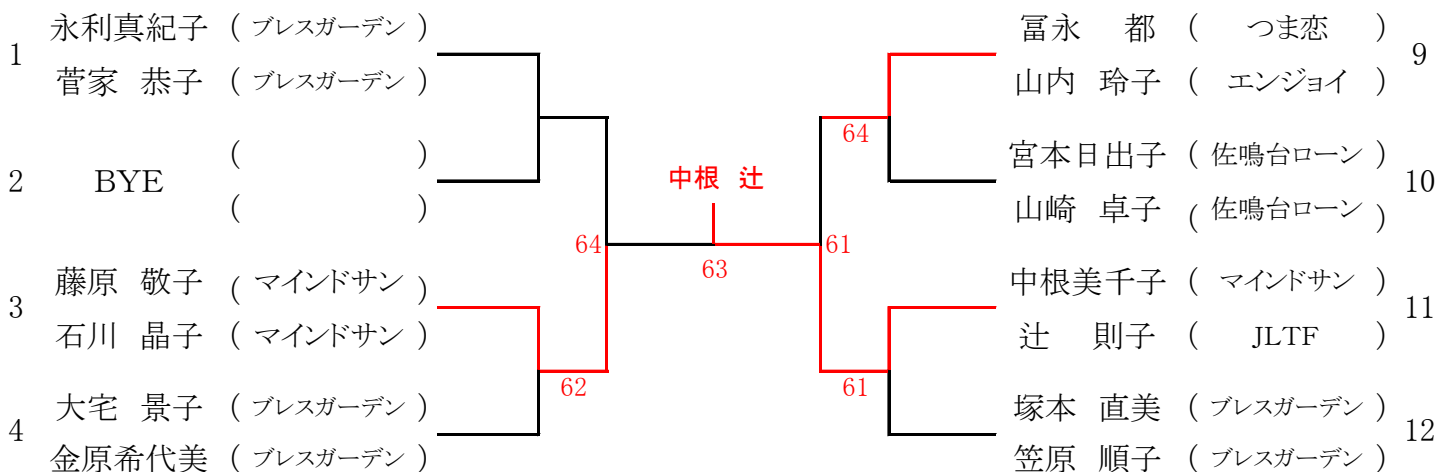 1 永利真紀子 ( ブレスガーデン )
菅家 恭子 ( ブレスガーデン )
2 BYE ( )
( )
3 藤原 敬子 ( マインドサン )
石川 晶子 ( マインドサン )
4 大宅 景子 ( ブレスガーデン )
金原希代美 ( ブレスガーデン )
64
62
中根 辻
63
64
61
61
冨永 都 ( つま恋 ) 9
山内 玲子 ( エンジョイ )
宮本日出子 ( 佐鳴台ローン ) 10
山崎 卓子 ( 佐鳴台ローン )
中根美千子 ( マインドサン ) 11
辻 則子 ( JLTF )
塚本 直美 ( ブレスガーデン ) 12
笠原 順子 ( ブレスガーデン )